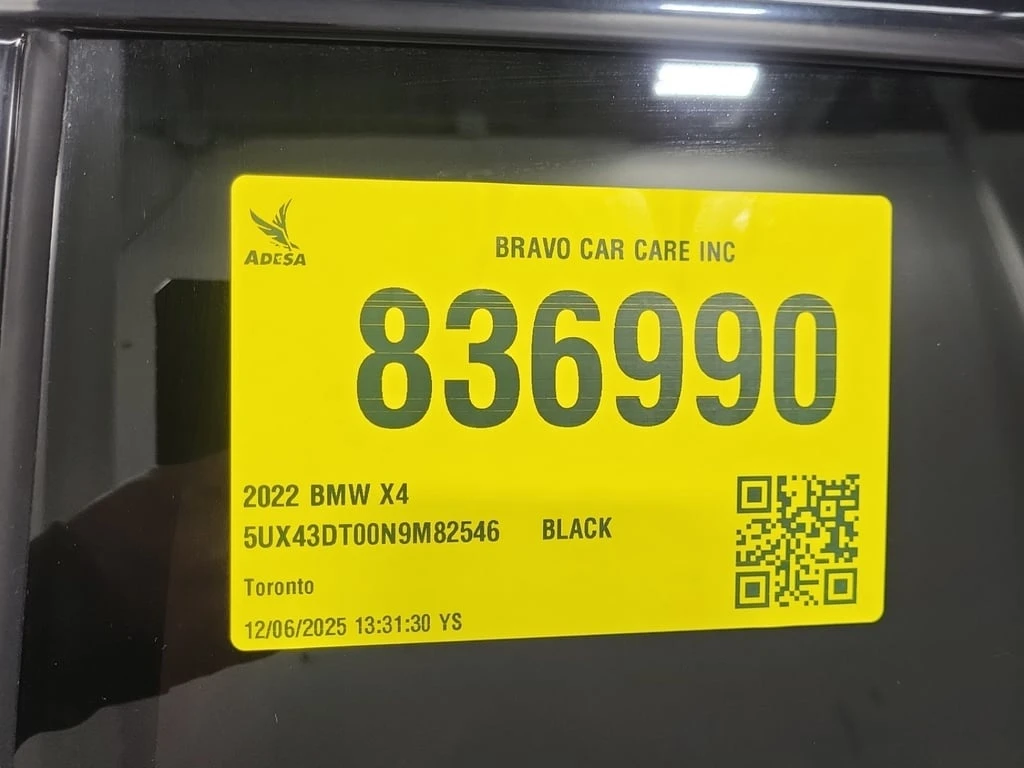 ADESA
BRAVO CAR CARE INC
836990
2022 BMW X4
5UX43DT00N9M82546 BLACK
Toronto
12/06/2025 13:31:30 YS